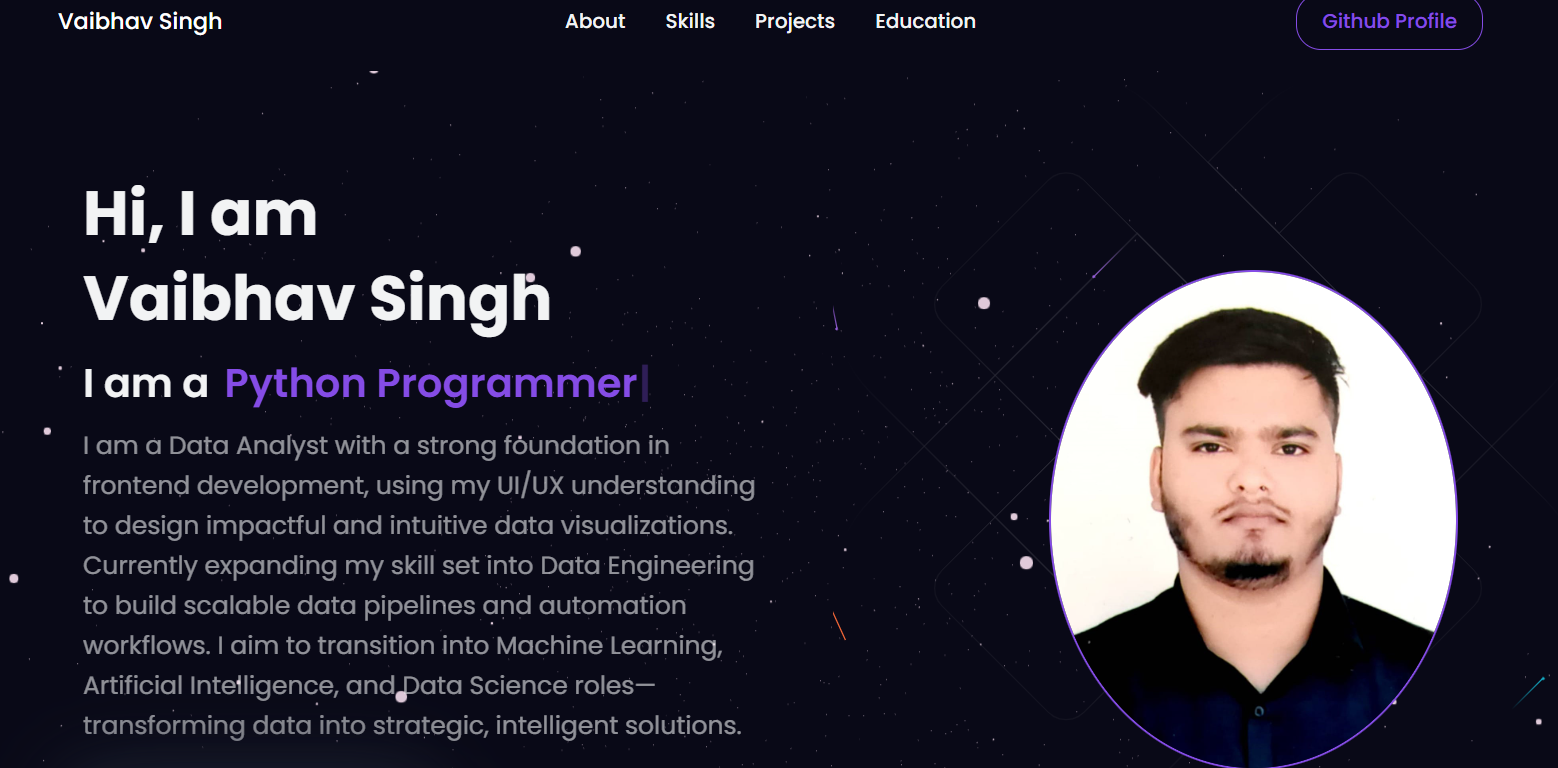 Vaibhav Singh
About Skills Projects Education
Github Profile
Hi, I am
Vaibhav Singh
I am a Python Programmer|
I am a Data Analyst with a strong foundation in
frontend development, using my UI/UX understanding
to design impactful and intuitive data visualizations.
Currently expanding my skill set into Data Engineering
to build scalable data pipelines and automation
workflows. I aim to transition into Machine Learning,
Artificial Intelligence, and Data Science roles—
transforming data into strategic, intelligent solutions.